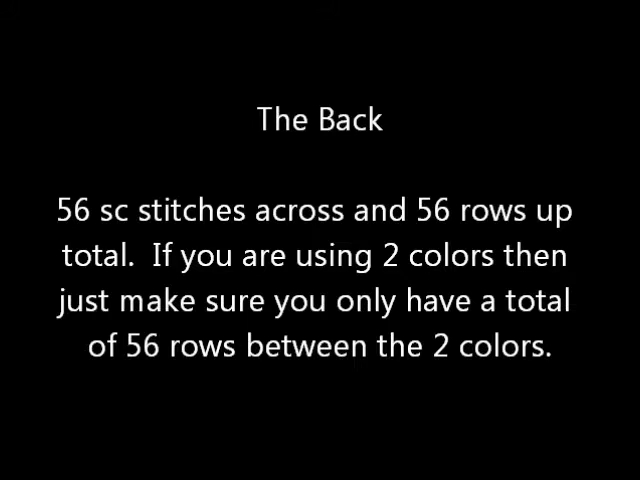 The Back
56 sc stitches across and 56 rows up
total.  If you are using 2 colors then
just make sure you only have a total
of 56 rows between the 2 colors.